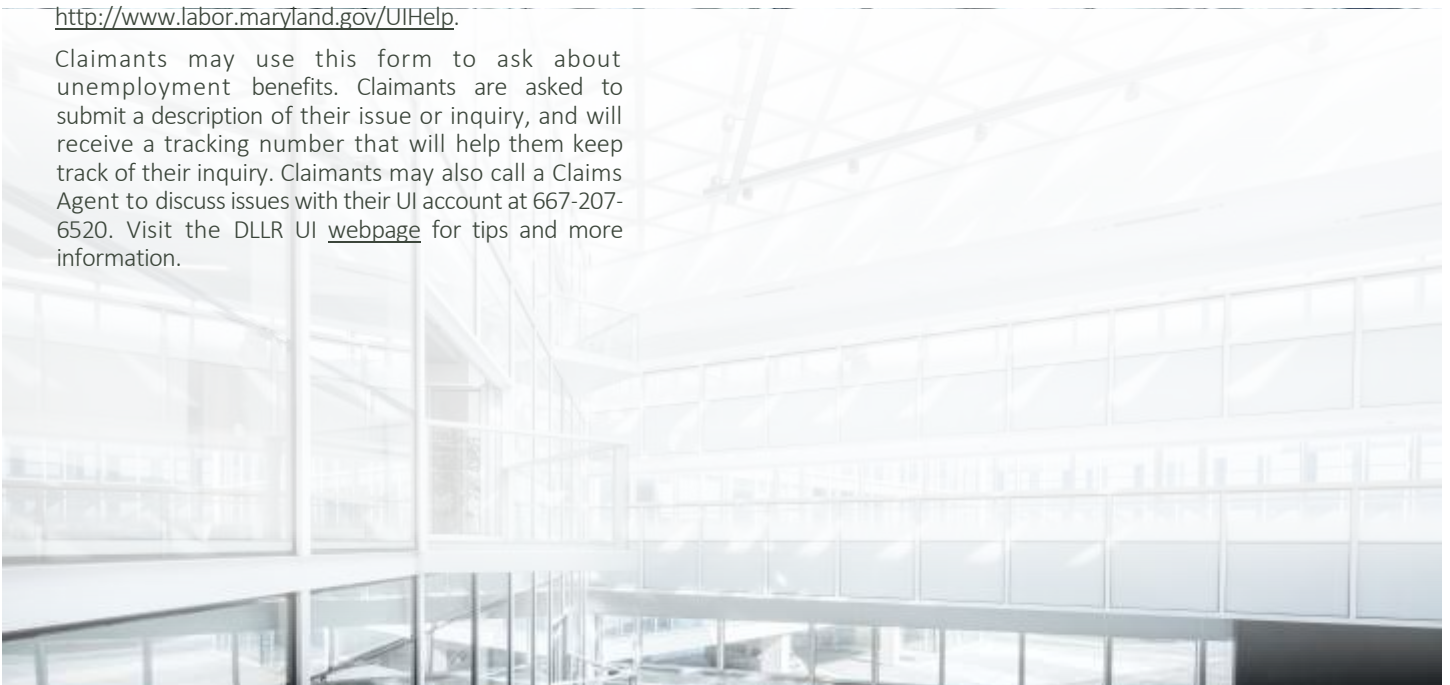 http://www.labor.maryland.gov/UIHelp.
Claimants may use this form to ask about
unemployment benefits. Claimants are asked to
submit a description of their issue or inquiry, and will
receive a tracking number that will help them keep
track of their inquiry. Claimants may also call a Claims
Agent to discuss issues with their UI account at 667-207-
6520. Visit the DLLR UI webpage for tips and more
information.